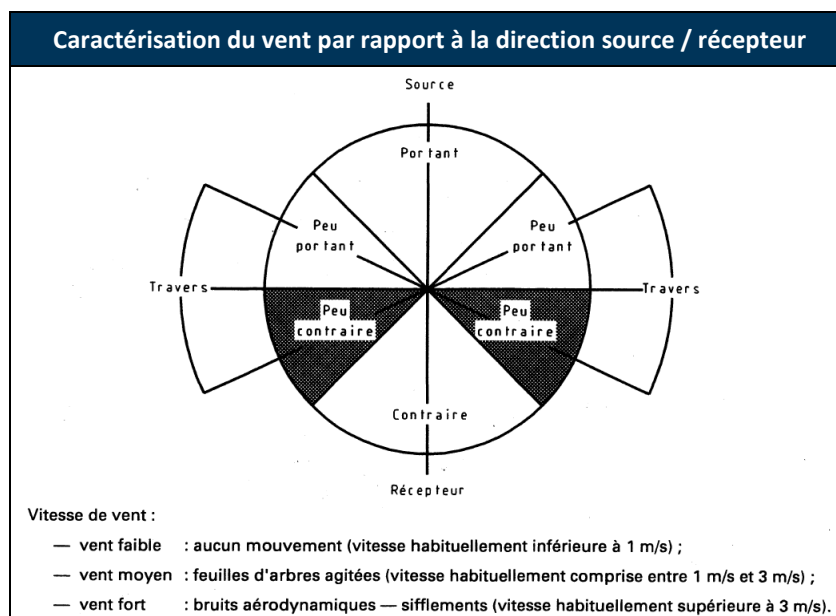 Caractérisation du vent par rapport à la direction source / récepteur
Source
Portant
Peu portant
Peu portant
Travers
Travers
Peu contraire
Peu contraire
Contraire
Récepteur
Vitesse de vent :
— vent faible : aucun mouvement (vitesse habituellement inférieure à 1 m/s) ;
— vent moyen : feuilles d'arbres agitées (vitesse habituellement comprise entre 1 m/s et 3 m/s) ;
— vent fort : bruits aérodynamiques — sifflements (vitesse habituellement supérieure à 3 m/s).